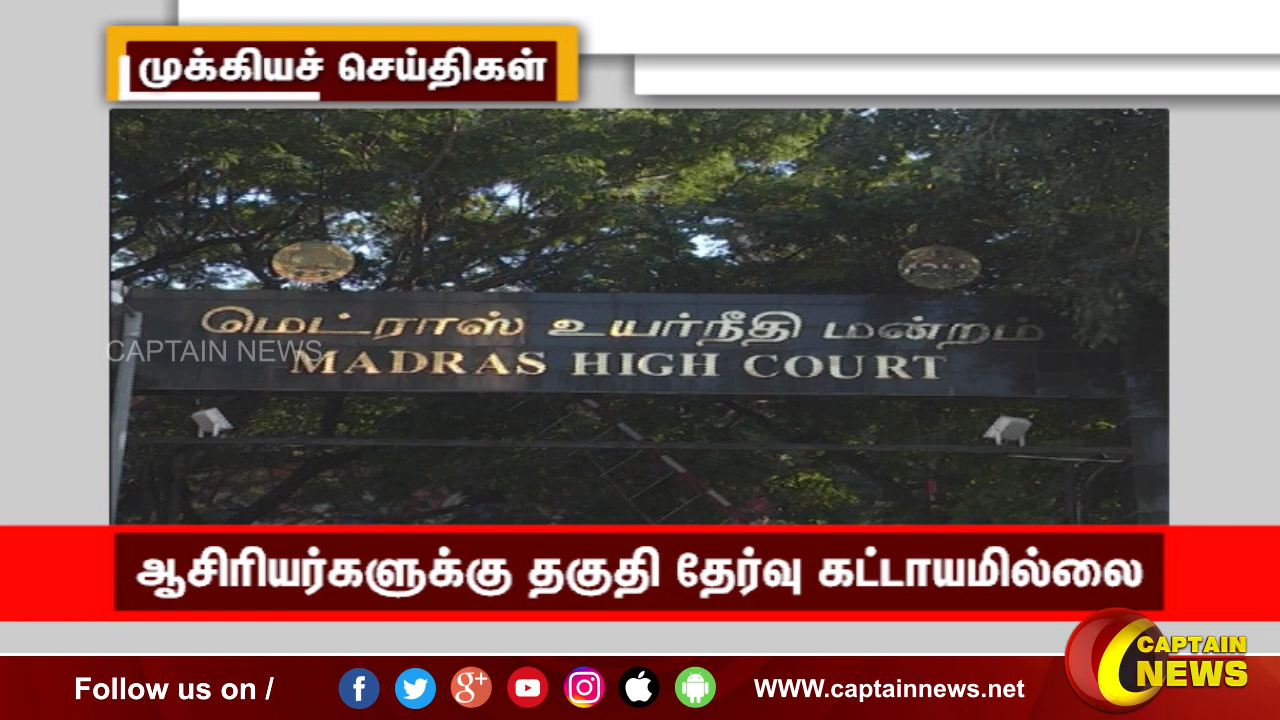 முக்கியச் செய்திகள்
மெட்ராஸ் உயர்நீதி மன்றம்
CAPTAIN NEWS
MADRAS HIGH COURT
ஆசிரியர்களுக்கு தகுதி தேர்வு கட்டாயமில்லை
CAPTAIN
NEWS
Follow us on / WWW.captainnews.net